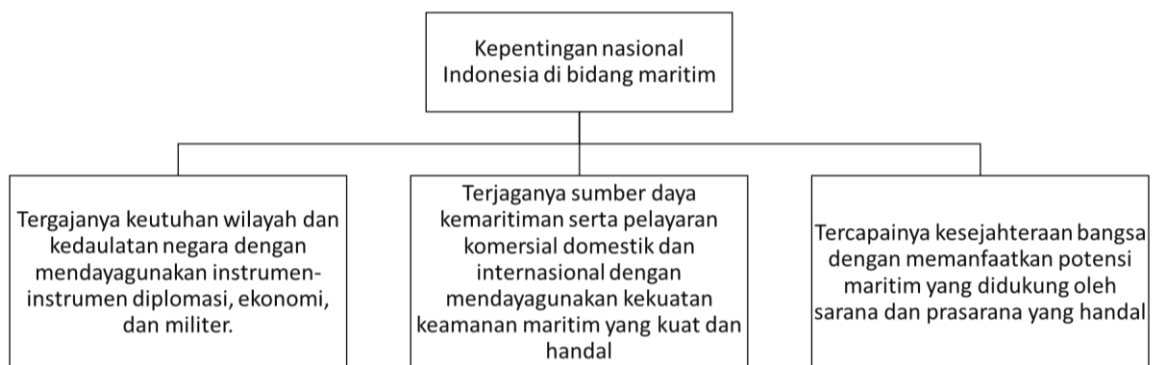 Kepentingan nasional
Indonesia di bidang maritim
Tergajanya keutuhan wilayah dan
kedaulatan negara dengan
mendayagunakan instrumen-
instrumen diplomasi, ekonomi,
dan militer.
Terjaganya sumber daya
kemaritiman serta pelayaran
komersial domestik dan
internasional dengan
mendayagunakan kekuatan
keamanan maritim yang kuat dan
handal
Tercapainya kesejahteraan bangsa
dengan memanfaatkan potensi
maritim yang didukung oleh
sarana dan prasarana yang handal